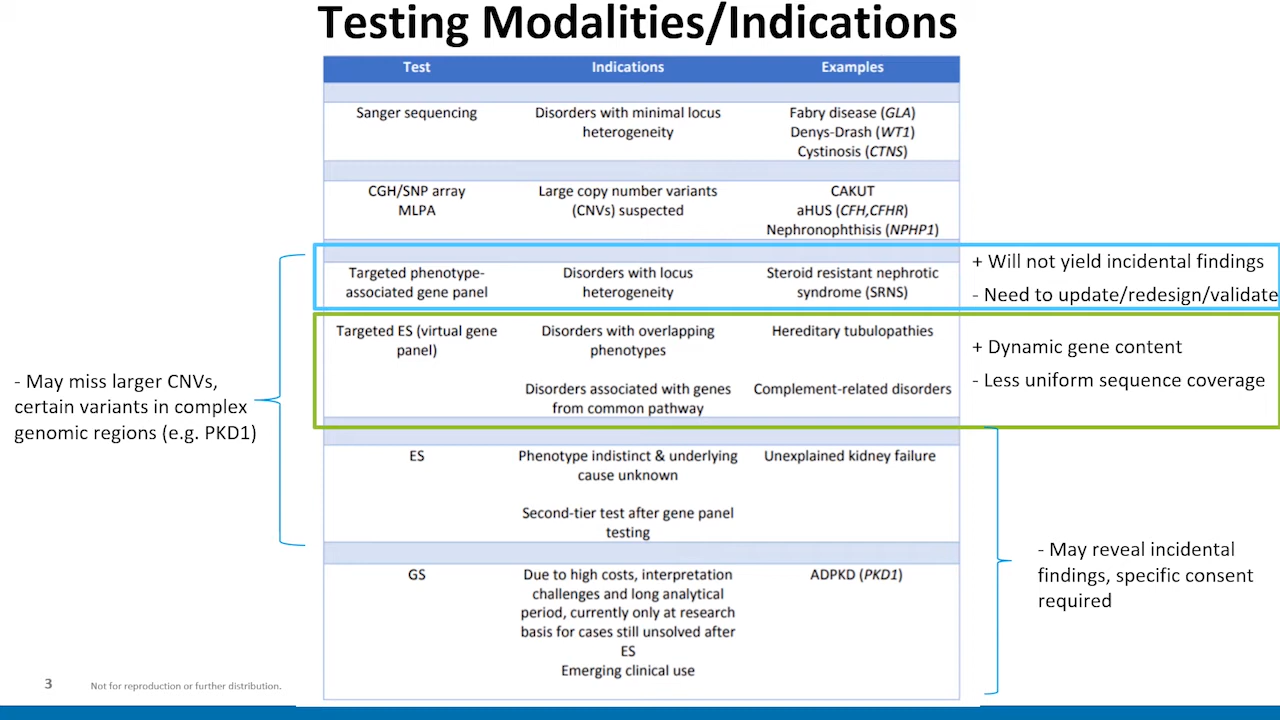 Testing Modalities/Indications
Test Indications Examples
Sanger sequencing
Disorders with minimal locus
heterogeneity
Fabry disease (GLA)
Denys-Drash (WT1)
Cystinosis (CTNS)
CGH/SNP array
MLPA
Large copy number variants
(CNVs) suspected
CAKUT
aHUS (CFH,CFHR)
Nephronophthisis (NPHP1)
Targeted phenotype-
associated gene panel
Disorders with locus
heterogeneity
Steroid resistant nephrotic
syndrome (SRNS)
+ Will not yield incidental findings
- Need to update/redesign/validate
Targeted ES (virtual gene
panel)
Disorders with overlapping
phenotypes
Hereditary tubulopathies
Disorders associated with genes
from common pathway
Complement-related disorders
+ Dynamic gene content
- Less uniform sequence coverage
- May miss larger CNVs,
certain variants in complex
genomic regions (e.g. PKD1)
ES
Phenotype indistinct & underlying
cause unknown
Unexplained kidney failure
Second-tier test after gene panel
testing
GS
Due to high costs, interpretation
challenges and long analytical
period, currently only at research
basis for cases still unsolved after
ES
Emerging clinical use
ADPKD (PKD1)
- May reveal incidental
findings, specific consent
required
3 Not for reproduction or further distribution.